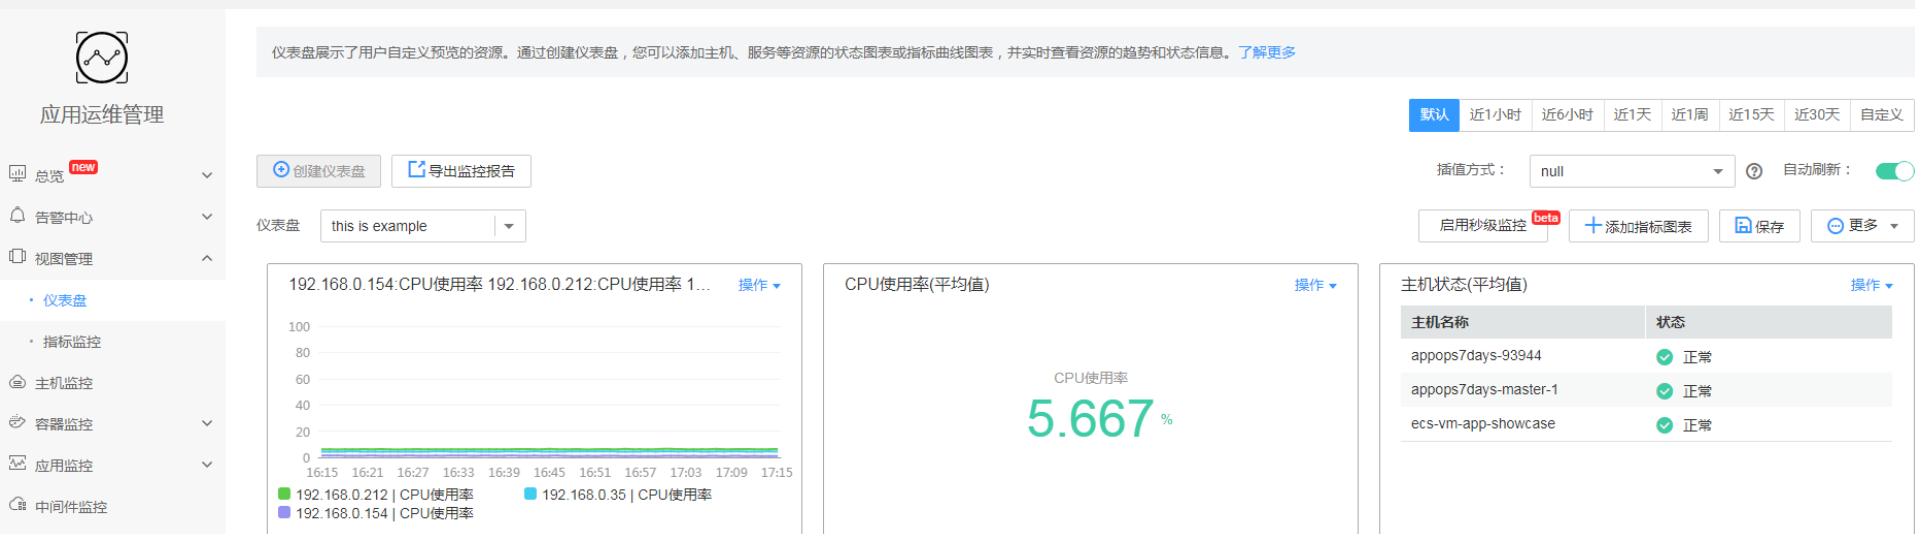 应用运维管理
总览 new
告警中心
视图管理
仪表盘
指标监控
主机监控
容器监控
应用监控
中间件监控
仪表盘展示了用户自定义预览的资源。通过创建仪表盘，您可以添加主机、服务等资源的状态图表或指标曲线图表，并实时查看资源的趋势和状态信息。了解更多
默认 近1小时 近6小时 近1天 近1周 近15天 近30天 自定义
创建仪表盘 导出监控报告
插值方式： null 自动刷新：
仪表盘 this is example
启用秒级监控 beta 添加指标图表 保存 更多
192.168.0.154:CPU使用率 192.168.0.212:CPU使用率 1... 操作
100
80
60
40
20
0
16:15 16:21 16:27 16:33 16:39 16:45 16:51 16:57 17:03 17:09 17:15
192.168.0.212 | CPU使用率 192.168.0.35 | CPU使用率
192.168.0.154 | CPU使用率
CPU使用率(平均值) 操作
CPU使用率
5.667 %
主机状态(平均值) 操作
主机名称 状态
appops7days-93944 正常
appops7days-master-1 正常
ecs-vm-app-showcase 正常